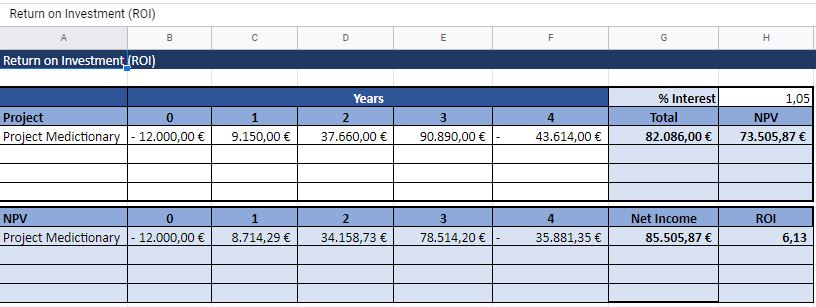 Return on Investment (ROI)
A B C D E F G H
Return on Investment (ROI)
Years % Interest 1,05
Project 0 1 2 3 4 Total NPV
Project Medictionary - 12.000,00 € 9.150,00 € 37.660,00 € 90.890,00 € - 43.614,00 € 82.086,00 € 73.505,87 €
NPV 0 1 2 3 4 Net Income ROI
Project Medictionary - 12.000,00 € 8.714,29 € 34.158,73 € 78.514,20 € - 35.881,35 € 85.505,87 € 6,13